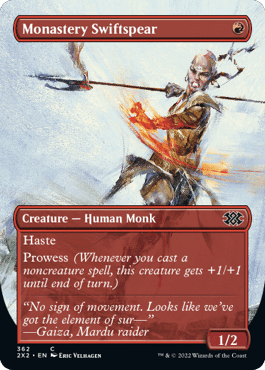 Monastery Swiftspear
Creature — Human Monk
Haste
Prowess (Whenever you cast a
noncreature spell, this creature gets +1/+1
until end of turn.)
“No sign of movement. Looks like we’ve
got the element of sur—”
—Gaiza, Mardu raider
1/2
362 C
2X2 • EN Eric Velhagen
™ & © 2022 Wizards of the Coast